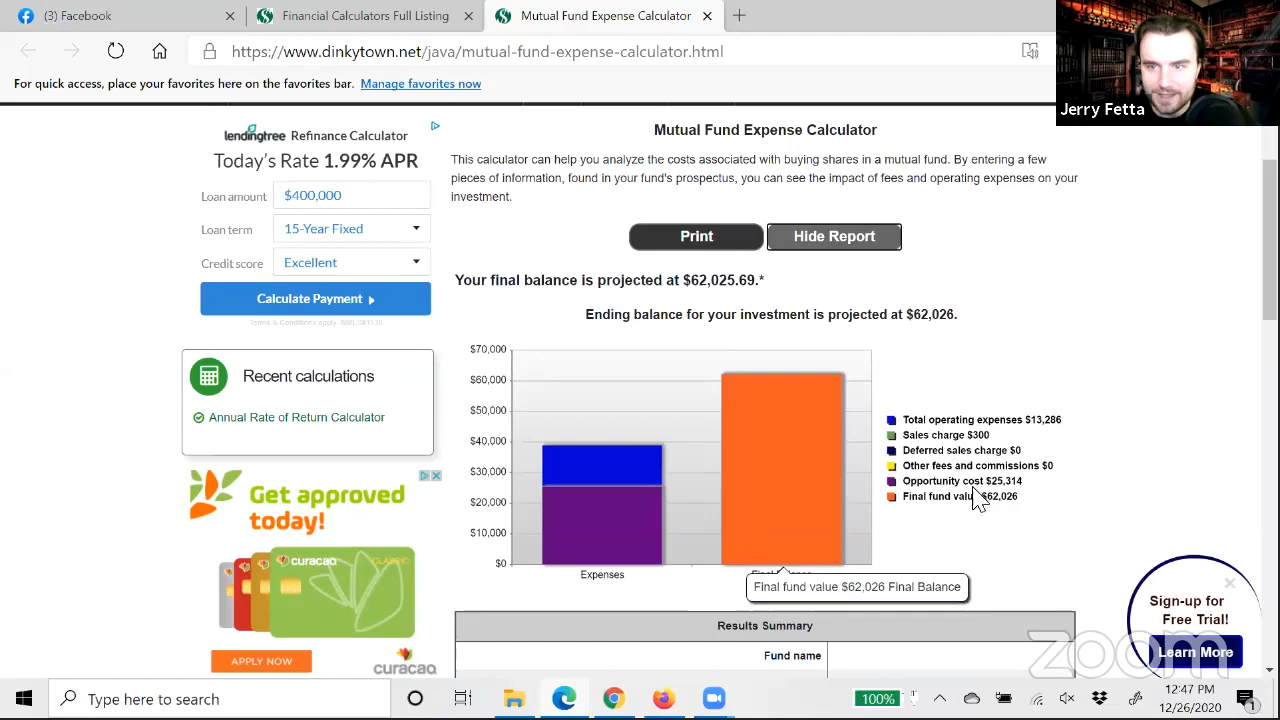 (3) Facebook
Financial Calculators Full Listing
Mutual Fund Expense Calculator
https://www.dinkytown.net/java/mutual-fund-expense-calculator.html
For quick access, place your favorites here on the favorites bar. Manage favorites now
Jerry Fetta
lendingtree Refinance Calculator
Today's Rate 1.99% APR
Loan amount $400,000
Loan term 15-Year Fixed
Credit score Excellent
Calculate Payment
Recent calculations
Annual Rate of Return Calculator
Get approved
today!
curacao CLASSIC
curacao
APPLY NOW
curacao
Mutual Fund Expense Calculator
This calculator can help you analyze the costs associated with buying shares in a mutual fund. By entering a few
pieces of information, found in your fund's prospectus, you can see the impact of fees and operating expenses on your
investment.
Print
Hide Report
Your final balance is projected at $62,025.69.*
Ending balance for your investment is projected at $62,026.
$70,000
$60,000
$50,000
$40,000
$30,000
$20,000
$10,000
$0
Expenses
Final fund value $62,026 Final Balance
Total operating expenses $13,286
Sales charge $300
Deferred sales charge $0
Other fees and commissions $0
Opportunity cost $25,314
Final fund $62,026
Results Summary
Fund name
Sign-up for
Free Trial!
Learn More
zoom
Type here to search
100%
12:47 PM
12/26/2020
1